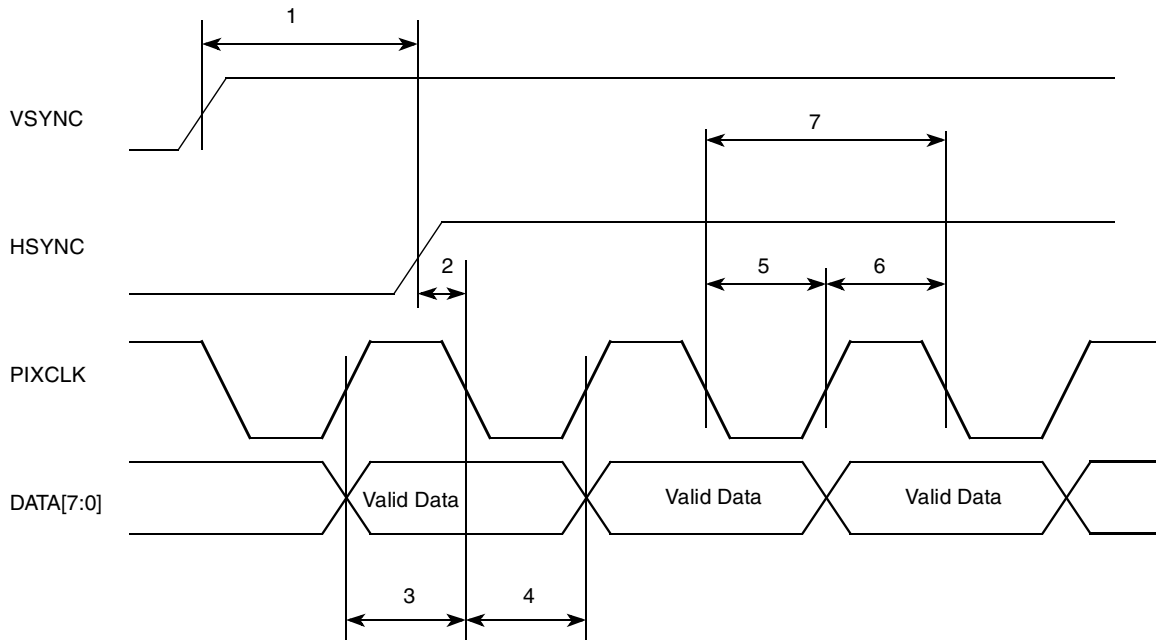 1
VSYNC
7
HSYNC
2
5
6
PIXCLK
DATA[7:0]
Valid Data
Valid Data
Valid Data
3
4